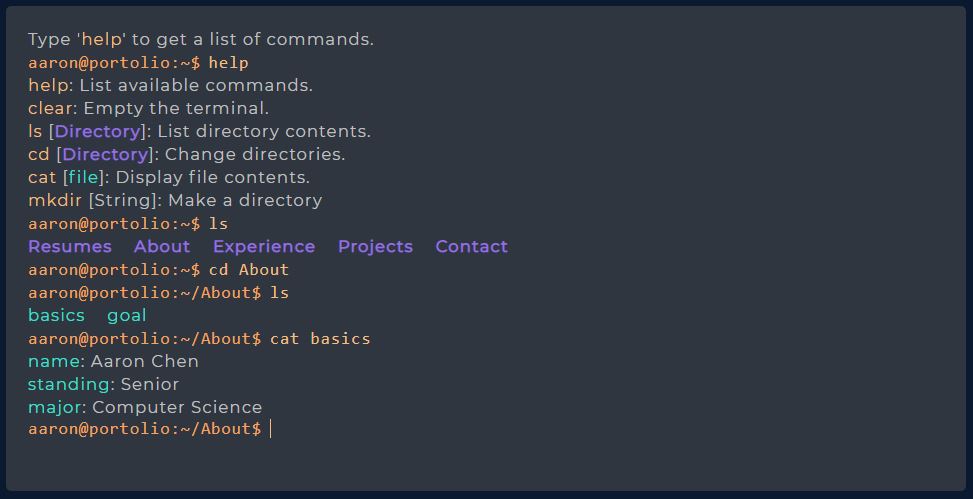 Type 'help' to get a list of commands.
aaron@portolio:~$ help
help: List available commands.
clear: Empty the terminal.
ls [Directory]: List directory contents.
cd [Directory]: Change directories.
cat [file]: Display file contents.
mkdir [String]: Make a directory
aaron@portolio:~$ ls
Resumes About Experience Projects Contact
aaron@portolio:~$ cd About
aaron@portolio:~/About$ ls
basics goal
aaron@portolio:~/About$ cat basics
name: Aaron Chen
standing: Senior
major: Computer Science
aaron@portolio:~/About$